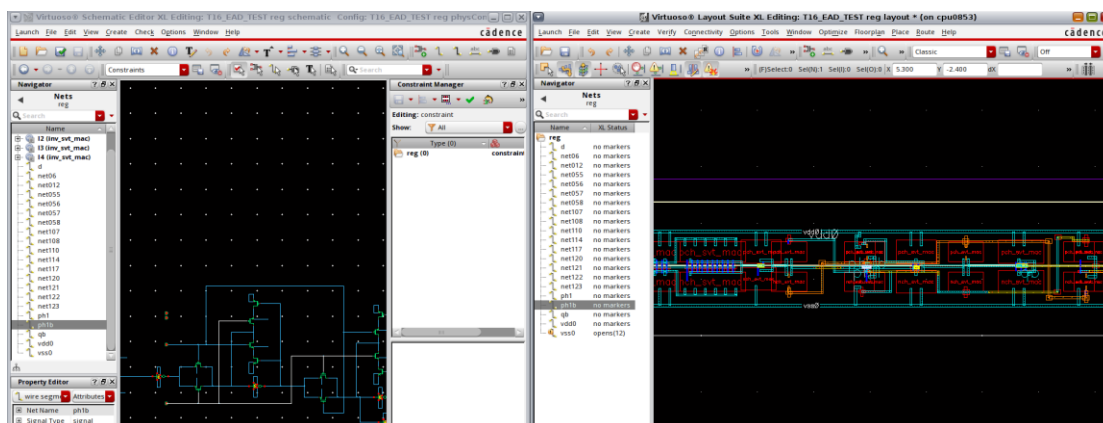 Virtuoso® Schematic Editor XL Editing: T16_EAD_TEST reg schematic Config: T16_EAD_TEST reg physCon
Launch File Edit View Create Check Options Window Help
cādence
Constraints
Search
Navigator
Nets
reg
Search
Name
I2 (inv_svt_mac)
I3 (inv_svt_mac)
I4 (inv_svt_mac)
d
net06
net012
net055
net056
net057
net058
net107
net108
net110
net114
net117
net120
net121
net122
net123
ph1
ph1b
qb
vdd0
vss0
Property Editor
wire segm
Attributes
Net Name ph1b
Signal Type signal
Constraint Manager
Editing: constraint
Show: All
Type (0)
reg (0) constrain
Virtuoso® Layout Suite XL Editing: T16_EAD_TEST reg layout * (on cpu0853)
Launch File Edit View Create Verify Connectivity Options Tools Window Optimize Floorplan Place Route Help
cādence
Classic
Off
(F)Select:0 Sel(N):1 Sel(I):0 Sel(O):0 X 5.300 Y -2.400 dX
Navigator
Nets
reg
Search
Name XL Status
reg
d no markers
net06 no markers
net012 no markers
net055 no markers
net056 no markers
net057 no markers
net058 no markers
net107 no markers
net108 no markers
net110 no markers
net114 no markers
net117 no markers
net120 no markers
net121 no markers
net122 no markers
net123 no markers
ph1 no markers
ph1b no markers
qb no markers
vdd0 no markers
vss0 opens(12)
vdd0
vdd0
vss0